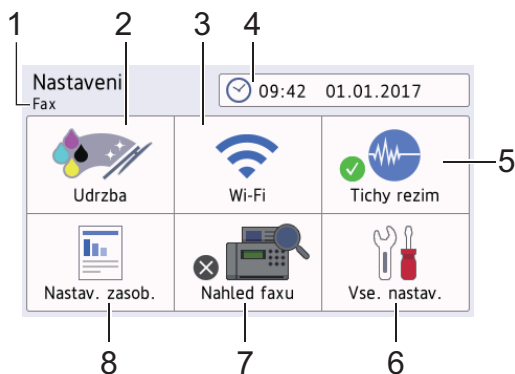 1 2 3 4
Nastaveni
Fax
09:42 01.01.2017
5
Udrzba Wi-Fi Tichy rezim
Nastav. zasob. Nahled faxu Vse. nastav.
8 7 6